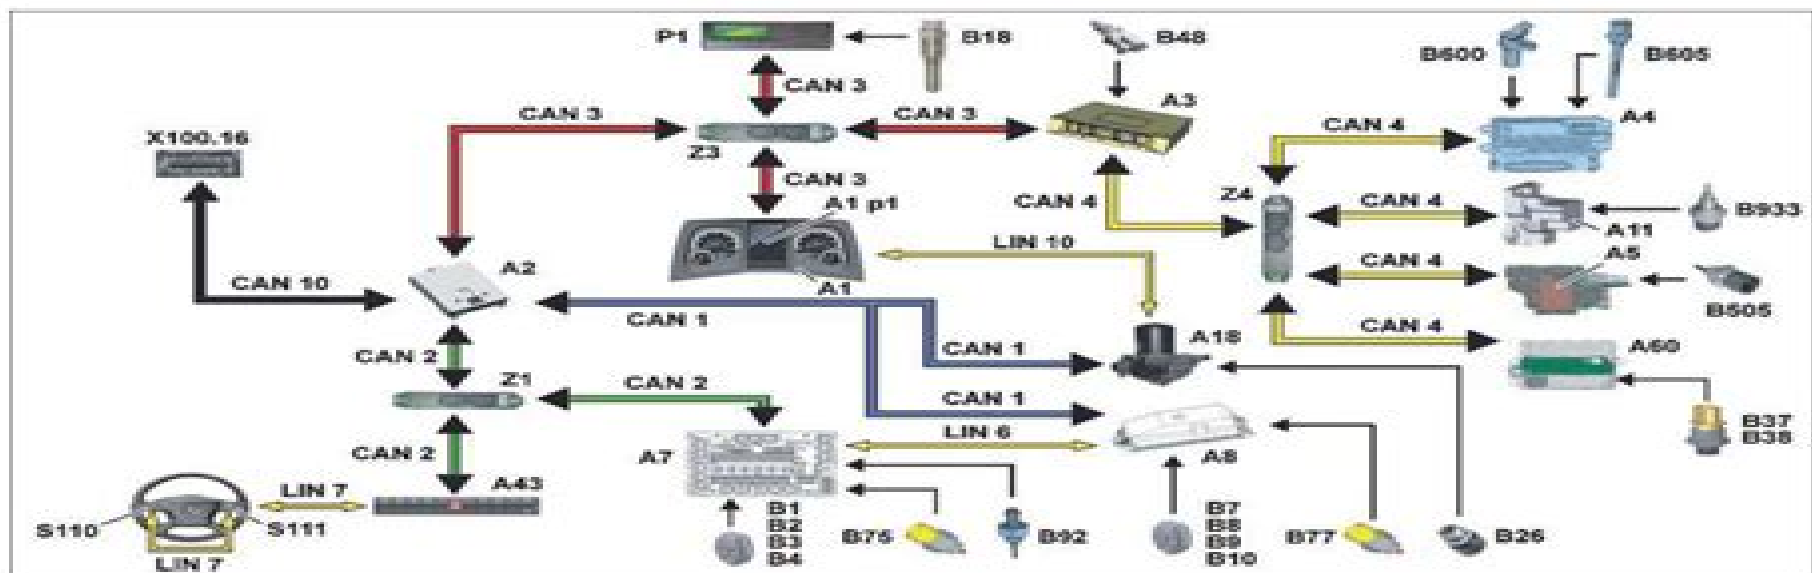 P1
B18
B48
B600
B605
CAN 3
A3
A4
CAN 3
CAN 3
CAN 4
X100.16
Z3
CAN 3
Z4
CAN 4
A1 p1
CAN 4
B933
A11
LIN 10
A5
CAN 4
A2
CAN 10
A1
B505
CAN 1
CAN 4
A18
A60
CAN 2
CAN 1
Z1
CAN 2
CAN 1
B37
B38
LIN 6
CAN 2
A7
A8
A43
LIN 7
S110
S111
LIN 7
B1
B2
B3
B4
B75
B92
B7
B8
B9
B10
B77
B26